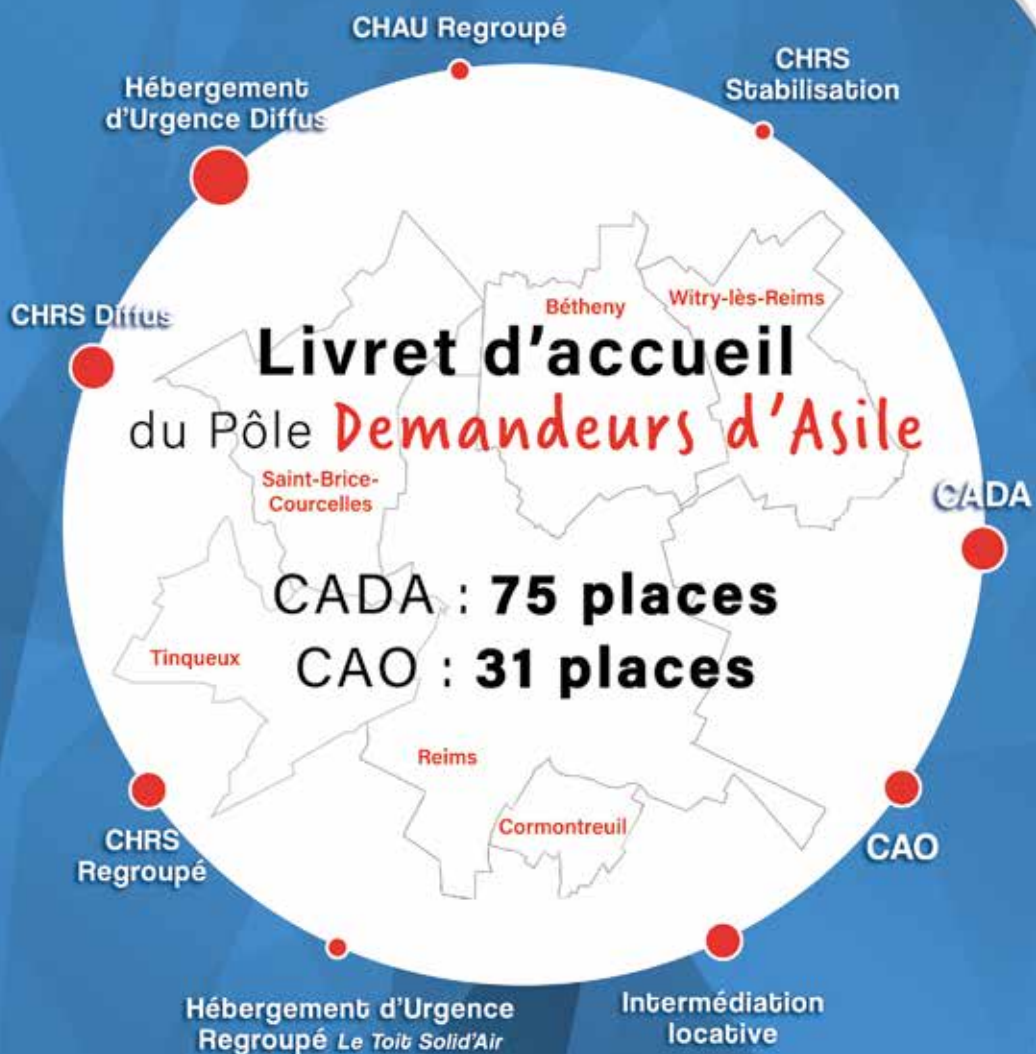 CHAU Regroupé
CHRS
Stabilisation
Hébergement
d'Urgence Diffus
CHRS Diffus
Bétheny
Witry-lès-Reims
Livret d'accueil
du Pôle Demandeurs d'Asile
Saint-Brice-
Courcelles
CADA
CADA : 75 places
Tinqueux
CAO : 31 places
Reims
Cormontreuil
CHRS
Regroupé
CAO
Hébergement d'Urgence
Regroupé Le Toit Solid'Air
Intermédiation
locative